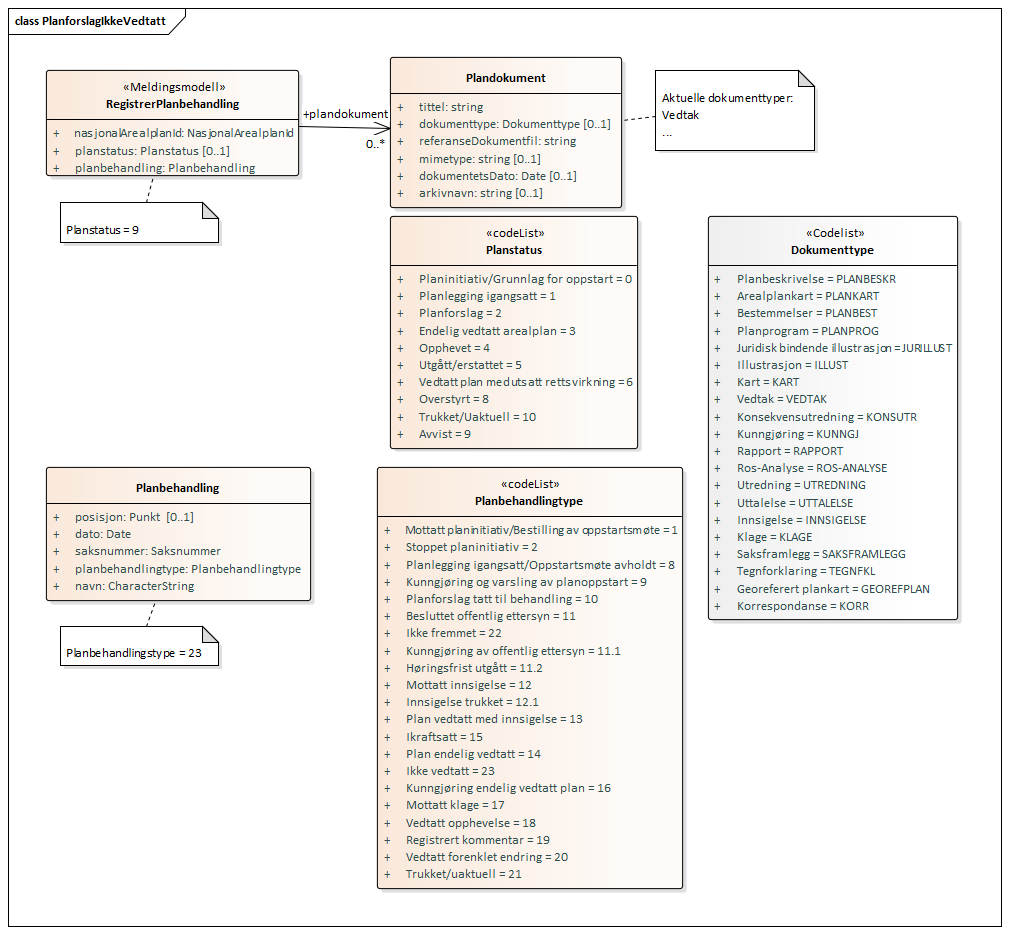 class PlanforslagIkkeVedtatt
«Meldingsmodell»
RegistrerPlanbehandling
+ nasjonalArealplanId: NasjonalArealplanId
+ planstatus: Planstatus [0..1]
+ planbehandling: Planbehandling
+plandokument
0..*
Plandokument
+ tittel: string
+ dokumenttype: Dokumenttype [0..1]
+ referanseDokumentfil: string
+ mimetype: string [0..1]
+ dokumentetsDato: Date [0..1]
+ arkivnavn: string [0..1]
Aktuelle dokumenttyper:
Vedtak
...
Planstatus = 9
«codeList»
Planstatus
+ Planinitiativ/Grunnlag for oppstart = 0
+ Planlegging igangsatt = 1
+ Planforslag = 2
+ Endelig vedtatt arealplan = 3
+ Opphevet = 4
+ Utgått/erstattet = 5
+ Vedtatt plan med utsatt rettsvirkning = 6
+ Overstyrt = 8
+ Trukket/Uaktuell = 10
+ Avvist = 9
«Codelist»
Dokumenttype
+ Planbeskrivelse = PLANBESKR
+ Arealplankart = PLANKART
+ Bestemmelser = PLANBEST
+ Planprogram = PLANPROG
+ Juridisk bindende illustrasjon = JURILLUST
+ Illustrasjon = ILLUST
+ Kart = KART
+ Vedtak = VEDTAK
+ Konsekvensutredning = KONSUTR
+ Kunngjøring = KUNNGJ
+ Rapport = RAPPORT
+ Ros-Analyse = ROS-ANALYSE
+ Utredning = UTREDNING
+ Uttalelse = UTTALELSE
+ Innsigelse = INNSIGELSE
+ Klage = KLAGE
+ Saksframlegg = SAKSFRAMLEGG
+ Tegnforklaring = TEGNFKL
+ Georeferert plankart = GEOREFPLAN
+ Korrespondanse = KORR
Planbehandling
+ posisjon: Punkt [0..1]
+ dato: Date
+ saksnummer: Saksnummer
+ planbehandlingtype: Planbehandlingtype
+ navn: CharacterString
Planbehandlingstype = 23
«codeList»
Planbehandlingtype
+ Mottatt planinitiativ/Bestilling av oppstartsmøte = 1
+ Stoppet planinitiativ = 2
+ Planlegging igangsatt/Oppstartsmøte avholdt = 8
+ Kunngjøring og varsling av planoppstart = 9
+ Planforslag tatt til behandling = 10
+ Besluttet offentlig ettersyn = 11
+ Ikke fremmet = 22
+ Kunngjøring av offentlig ettersyn = 11.1
+ Høringsfrist utgått = 11.2
+ Mottatt innsigelse = 12
+ Innsigelse trukket = 12.1
+ Plan vedtatt med innsigelse = 13
+ Ikraftsatt = 15
+ Plan endelig vedtatt = 14
+ Ikke vedtatt = 23
+ Kunngjøring endelig vedtatt plan = 16
+ Mottatt klage = 17
+ Vedtatt opphevelse = 18
+ Registrert kommentar = 19
+ Vedtatt forenklet endring = 20
+ Trukket/uaktuell = 21